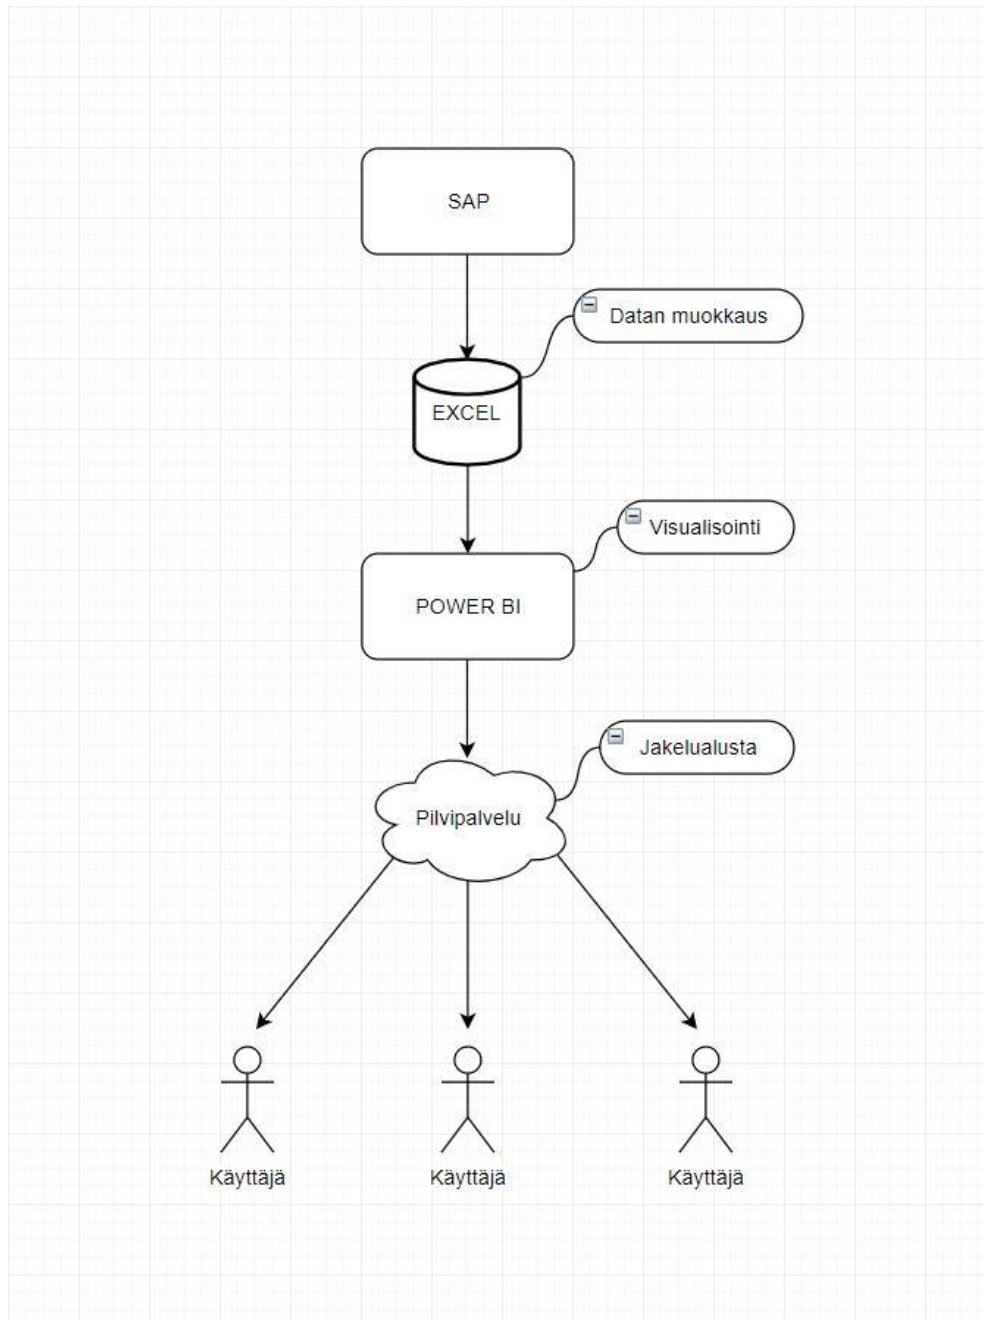 SAP
Datan muokkaus
EXCEL
Visualisointi
POWER BI
Jakelualusta
Pilvipalvelu
Käyttäjä
Käyttäjä
Käyttäjä